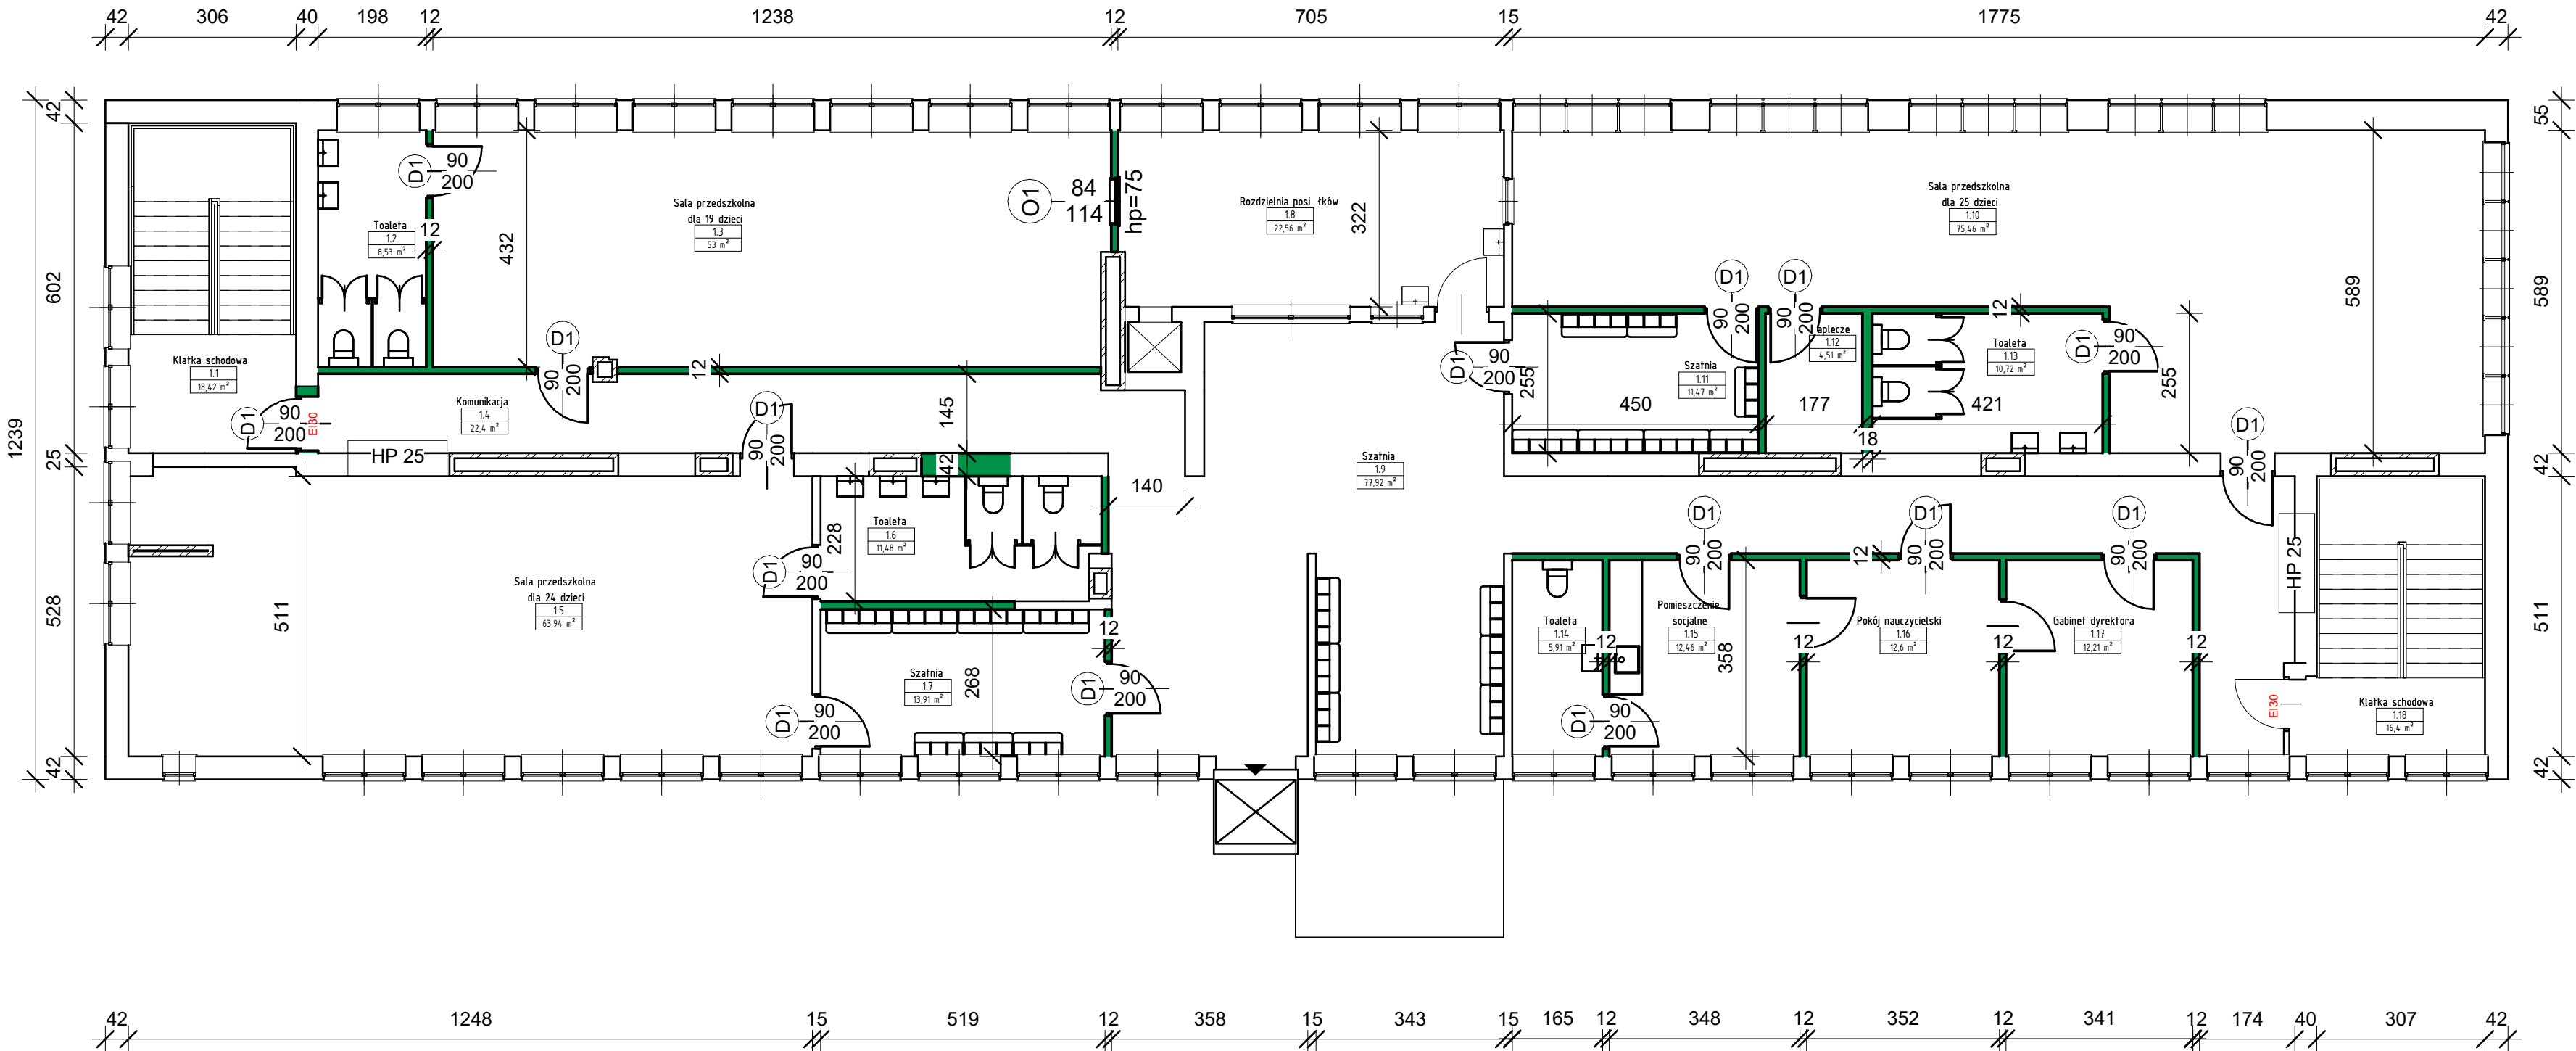 42 306 40 198 12 1238 12 705 15 1775 42
42
602
25
528
42
1239
55
589
42
511
42
Klatka schodowa
1.1
18,42 m²
Toaleta
1.2
8,53 m²
12
D1
90
200
432
Sala przedszkolna
dla 19 dzieci
1.3
53 m²
O1
84
114
hp=75
Rozdzielnia posi łków
1.8
22,56 m²
322
Sala przedszkolna
dla 25 dzieci
1.10
75,46 m²
589
D1
90
200
EI30
Komunikacja
1.4
22,4 m²
HP 25
D1
90
200
12
145
D1
90
200
42
140
Szatnia
1.9
77,92 m²
D1
90
200
255
450
Szatnia
1.11
11,47 m²
D1
90
200
D1
90
200
aplecze
1.12
4,51 m²
177
18
Toaleta
1.13
10,72 m²
421
12
D1
90
200
255
D1
90
200
511
Sala przedszkolna
dla 24 dzieci
1.5
63,94 m²
D1
90
200
228
Toaleta
1.6
11,48 m²
D1
90
200
Szatnia
1.7
13,91 m²
268
12
D1
90
200
Toaleta
1.14
5,91 m²
12
D1
90
200
D1
90
200
Pomieszczenie
socjalne
1.15
12,46 m²
358
12
12
D1
90
200
Pokój nauczycielski
1.16
12,6 m²
12
D1
90
200
Gabinet dyrektora
1.17
12,21 m²
12
HP 25
EI30
Klatka schodowa
1.18
16,4 m²
42 1248 15 519 12 358 15 343 15 165 12 348 12 352 12 341 12 174 40 307 42